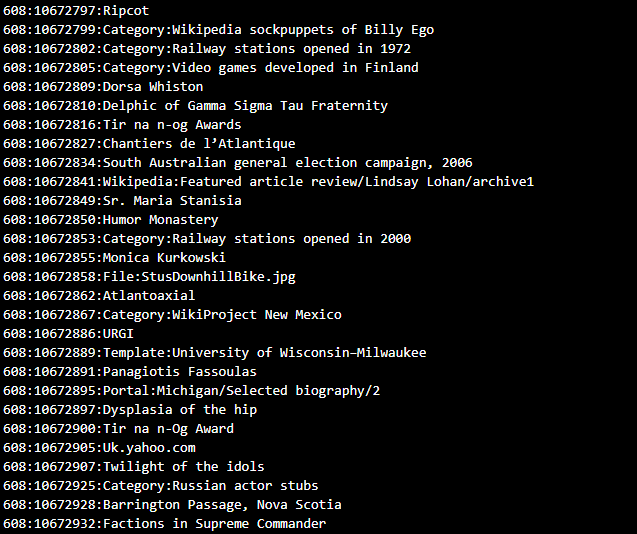 608:10672797:Ripcot
608:10672799:Category:Wikipedia sockpuppets of Billy Ego
608:10672802:Category:Railway stations opened in 1972
608:10672805:Category:Video games developed in Finland
608:10672809:Dorsa Whiston
608:10672810:Delphic of Gamma Sigma Tau Fraternity
608:10672816:Tir na n-og Awards
608:10672827:Chantiers de l’Atlantique
608:10672834:South Australian general election campaign, 2006
608:10672841:Wikipedia:Featured article review/Lindsay Lohan/archive1
608:10672849:Sr. Maria Stanisia
608:10672850:Humor Monastery
608:10672853:Category:Railway stations opened in 2000
608:10672855:Monica Kurkowski
608:10672858:File:StusDownhillBike.jpg
608:10672862:Atlantoaxial
608:10672867:Category:WikiProject New Mexico
608:10672886:URGI
608:10672889:Template:University of Wisconsin–Milwaukee
608:10672891:Panagiotis Fassoulas
608:10672895:Portal:Michigan/Selected biography/2
608:10672897:Dysplasia of the hip
608:10672900:Tir na n-Og Award
608:10672905:Uk.yahoo.com
608:10672907:Twilight of the idols
608:10672925:Category:Russian actor stubs
608:10672928:Barrington Passage, Nova Scotia
608:10672932:Factions in Supreme Commander